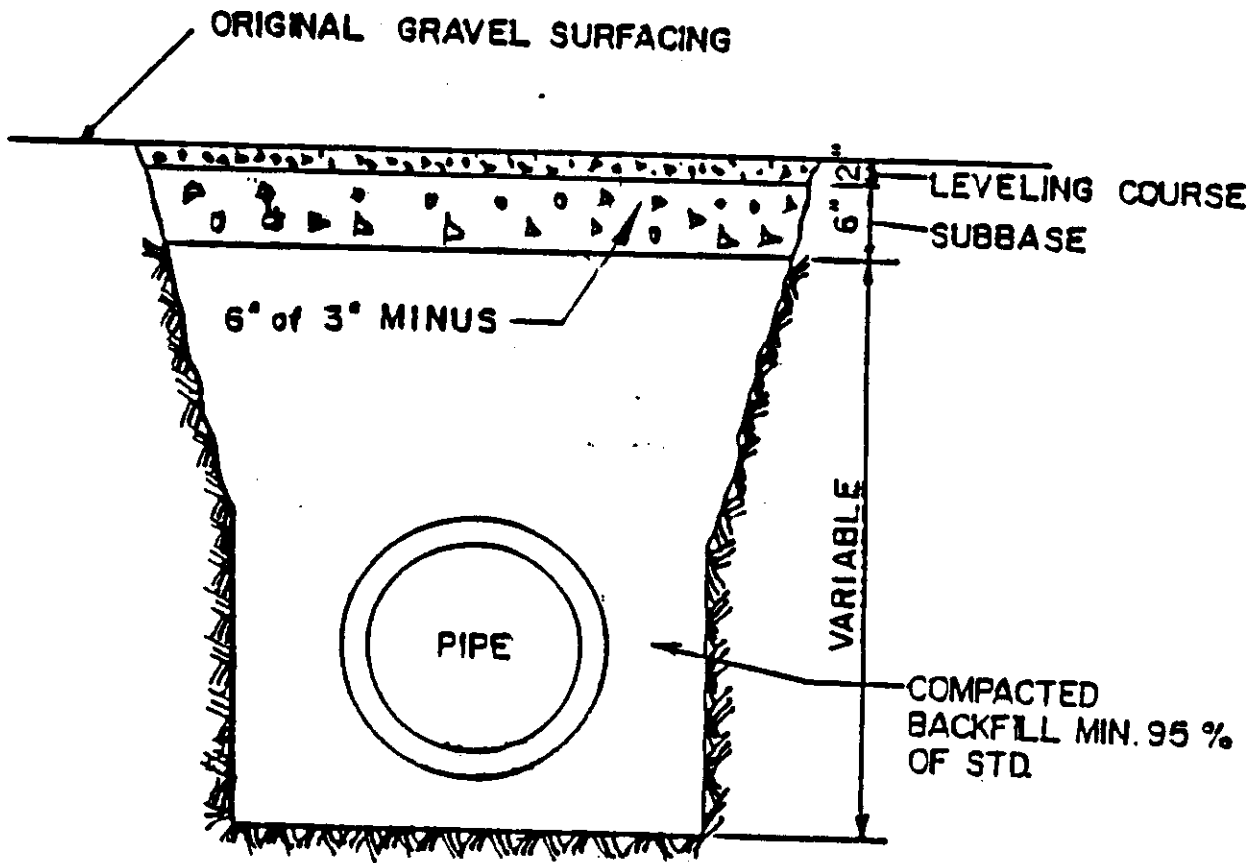 ORIGINAL GRAVEL SURFACING
2"
LEVELING COURSE
6"
SUBBASE
6" of 3" MINUS
VARIABLE
PIPE
COMPACTED
BACKFILL MIN. 95 %
OF STD.